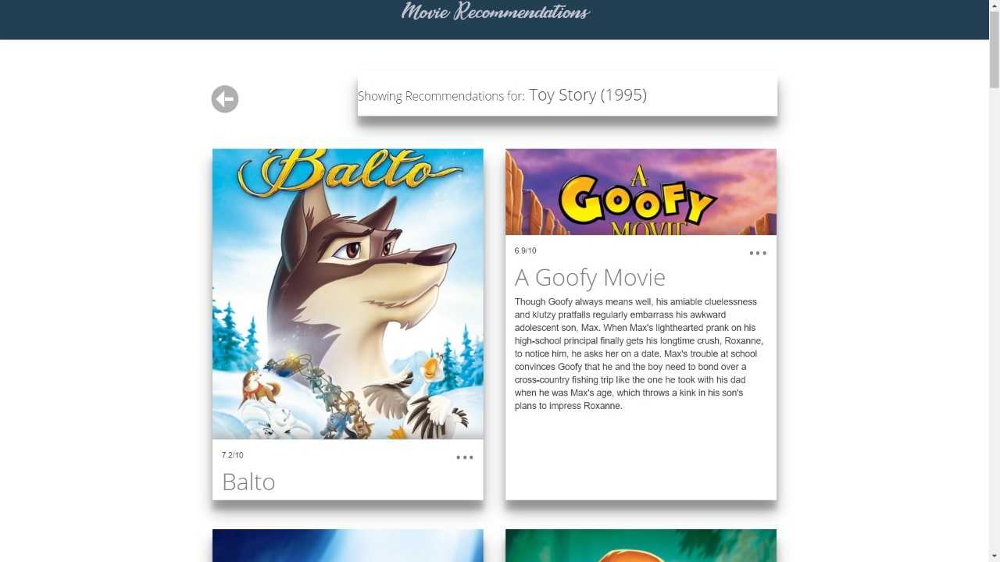 Movie Recommendations
Showing Recommendations for: Toy Story (1995)
Balto
7.2/10
Balto
A
GOOFY
MOVIE
6.9/10
A Goofy Movie
Though Goofy always means well, his amiable cluelessness
and klutzy pratfalls regularly embarrass his awkward
adolescent son, Max. When Max's lighthearted prank on his
high-school principal finally gets his longtime crush, Roxanne,
to notice him, he asks her on a date. Max's trouble at school
convinces Goofy that he and the boy need to bond over a
cross-country fishing trip like the one he took with his dad
when he was Max's age, which throws a kink in his son's
plans to impress Roxanne.